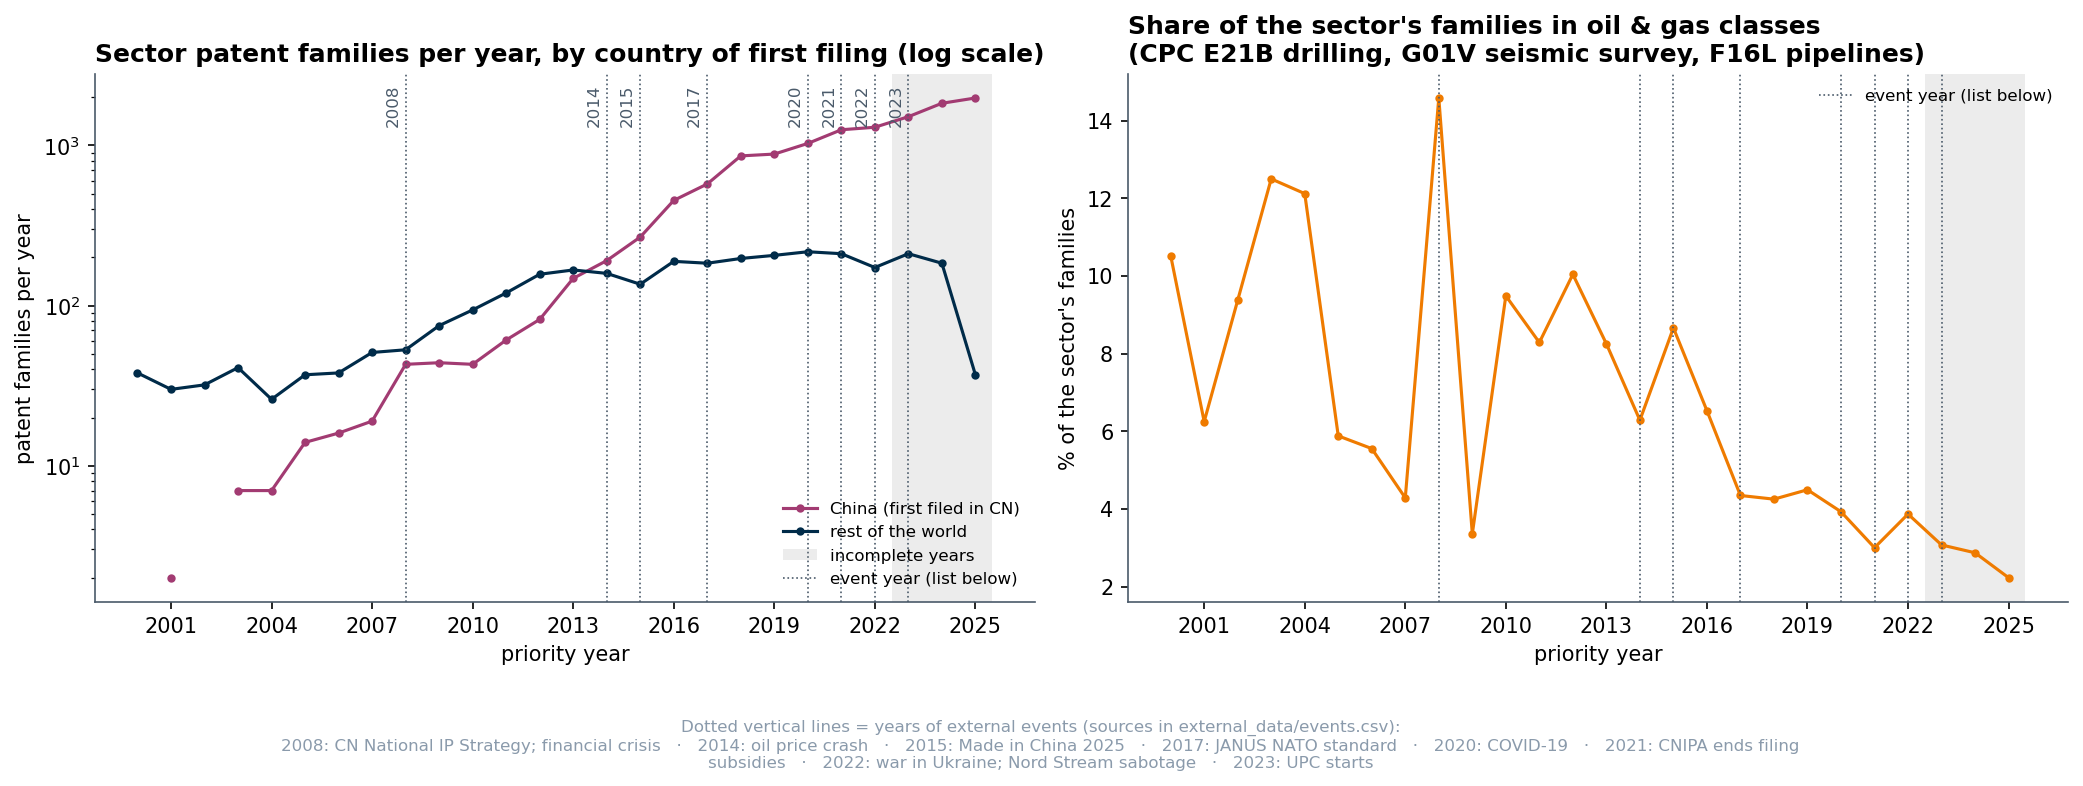 Sector patent families per year, by country of first filing (log scale)
patent families per year
10³
10²
10¹
2008
2014
2015
2017
2020
2021
2022
2023
China (first filed in CN)
rest of the world
incomplete years
event year (list below)
2001
2004
2007
2010
2013
2016
2019
2022
2025
priority year
Share of the sector's families in oil & gas classes
(CPC E21B drilling, G01V seismic survey, F16L pipelines)
% of the sector's families
14
12
10
8
6
4
2
event year (list below)
2001
2004
2007
2010
2013
2016
2019
2022
2025
priority year
Dotted vertical lines = years of external events (sources in external_data/events.csv):
2008: CN National IP Strategy; financial crisis · 2014: oil price crash · 2015: Made in China 2025 · 2017: JANUS NATO standard · 2020: COVID-19 · 2021: CNIPA ends filing
subsidies · 2022: war in Ukraine; Nord Stream sabotage · 2023: UPC starts